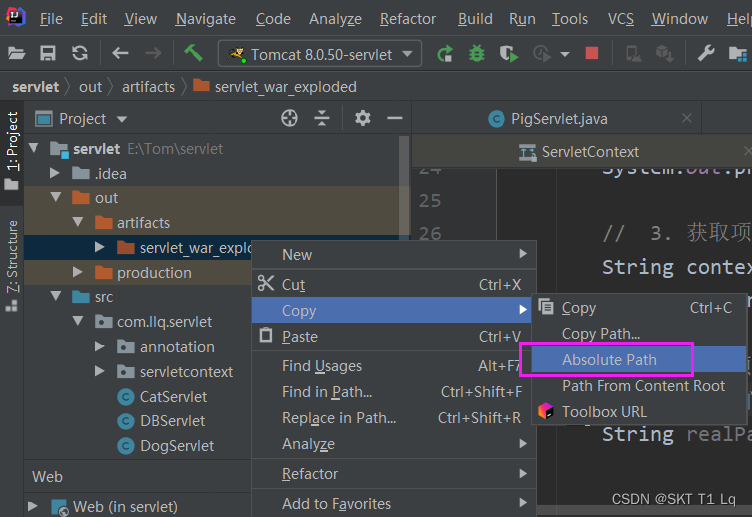 File Edit View Navigate Code Analyze Refactor Build Run Tools VCS Window
Tomcat 8.0.50-servlet
servlet out artifacts servlet_war_exploded
1: Project
Z: Structure
Project
servlet E:\Tom\servlet
.idea
out
artifacts
servlet_war_explo
production
src
com.llq.servlet
annotation
servletcontext
CatServlet
DBServlet
DogServlet
Web
Web (in servlet)
PigServlet.java
ServletContext
24
25
26
System.out.p
// 3. 获取项
String contex
String realPa
New
Cut Ctrl+X
Copy
Paste Ctrl+V
Find Usages Alt+F7
Find in Path... Ctrl+Shift+F
Replace in Path... Ctrl+Shift+R
Analyze
Refactor
Add to Favorites
Copy Ctrl+C
Copy Path...
Absolute Path
Path From Content Root
Toolbox URL
CSDN @SKT T1 Lq